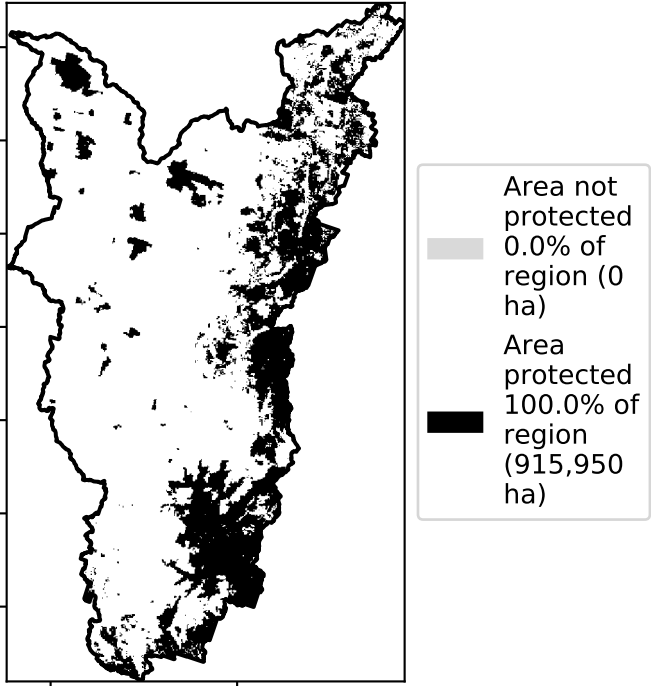 Area not
protected
0.0% of
region (0
ha)
Area
protected
100.0% of
region
(915,950
ha)